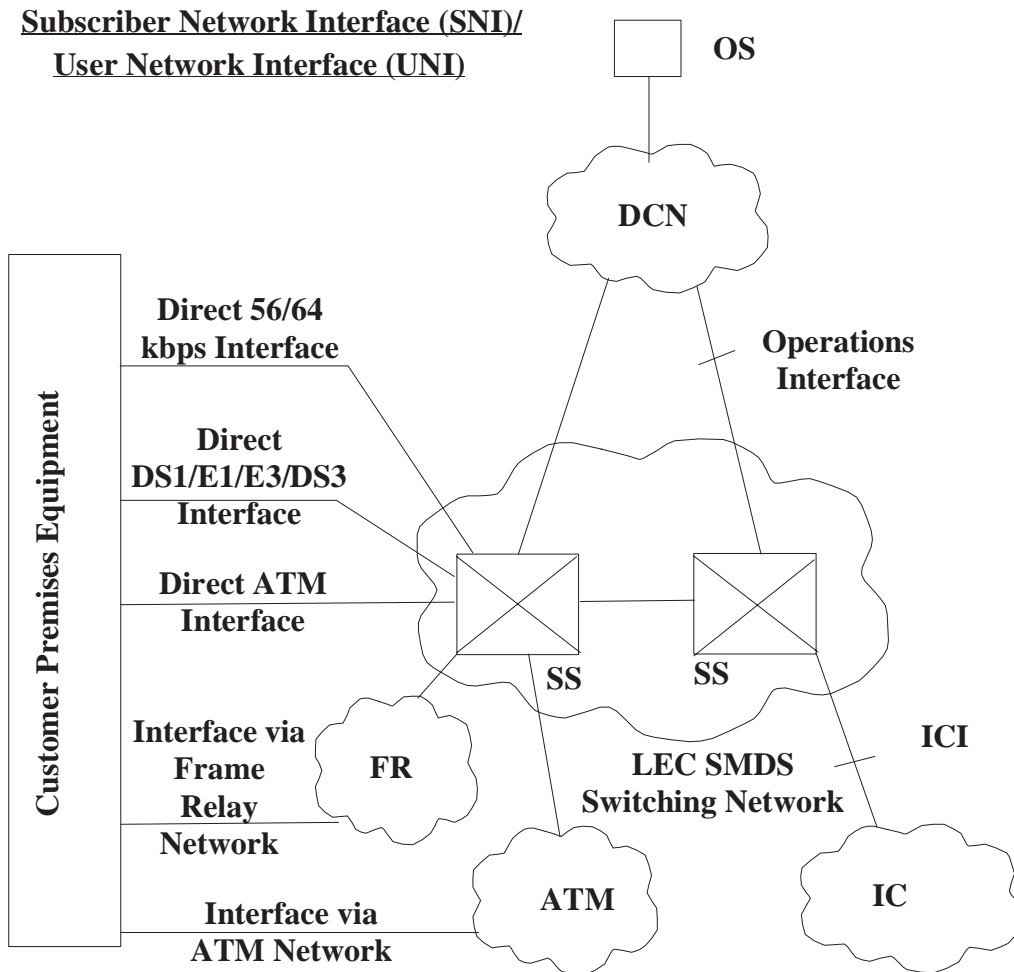 Subscriber Network Interface (SNI)/
User Network Interface (UNI)
OS
DCN
Direct 56/64
kbps Interface
Operations
Interface
Customer Premises Equipment
Direct
DS1/E1/E3/DS3
Interface
Direct ATM
Interface
SS
SS
Interface via
Frame
Relay
Network
FR
LEC SMDS
Switching Network
ICI
Interface via
ATM Network
ATM
IC